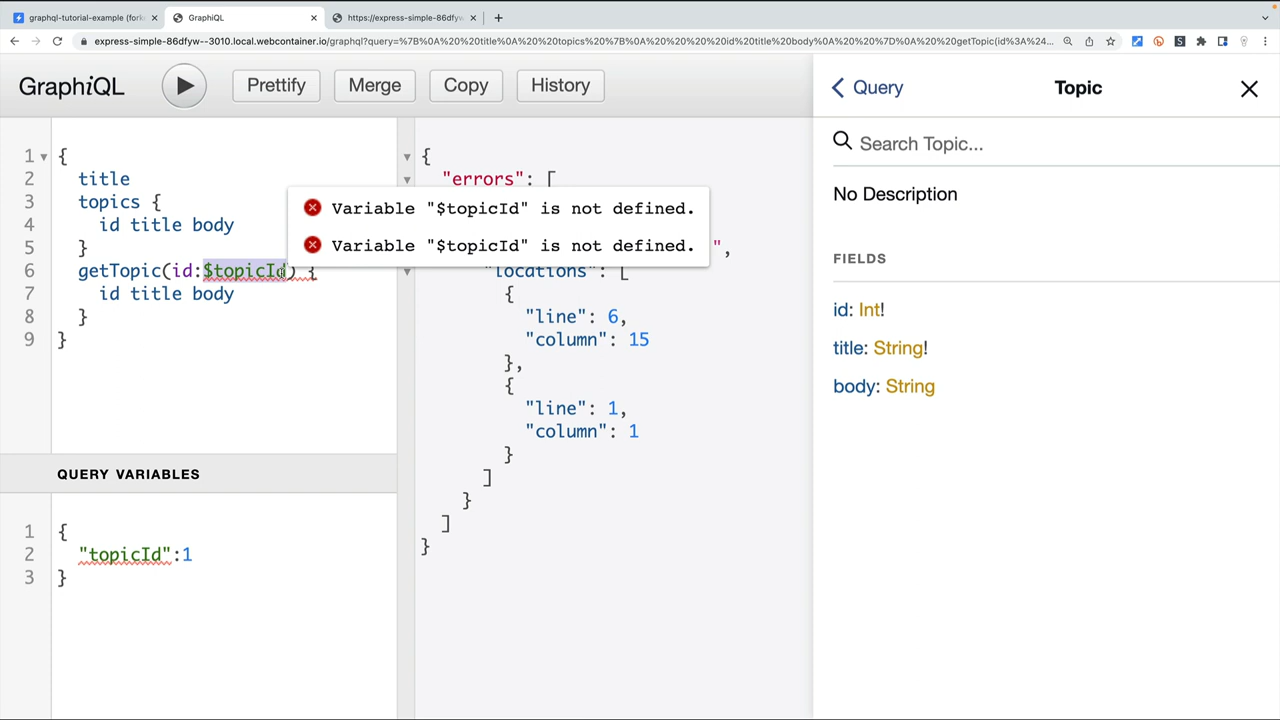 graphql-tutorial-example (fork
GraphiQL
https://express-simple-86dfyw--
express-simple-86dfyw--3010.local.webcontainer.io/graphql?query=%7B%0A%20%20title%0A%20%20topics%20%7B%0A%20%20%20%20id%20title%20body%0A%20%20%7D%0A%20%20getTopic(id%3A%24...
GraphiQL
Prettify
Merge
Copy
History
Query
Topic
Search Topic...
No Description
FIELDS
id: Int!
title: String!
body: String
1 {
2 title
3 topics {
4 id title body
5 }
6 getTopic(id:$topicId) {
7 id title body
8 }
9 }
Variable "$topicId" is not defined.
Variable "$topicId" is not defined.
QUERY VARIABLES
1 {
2 "topicId":1
3 }
{
"errors": [
",
"locations": [
{
"line": 6,
"column": 15
},
{
"line": 1,
"column": 1
}
]
}
]
}